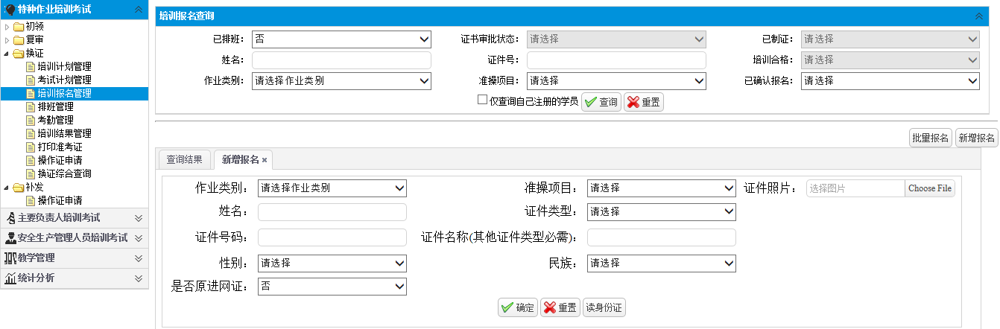 特种作业培训考试
初领
复审
换证
培训计划管理
考试计划管理
培训报名管理
排班管理
考勤管理
培训结果管理
打印准考证
操作证申请
换证综合查询
补发
操作证申请
主要负责人培训考试
安全生产管理人员培训考试
教学管理
统计分析
培训报名查询
已排班： 否 证书审批状态： 请选择 已制证： 请选择
姓名： 证件号： 培训合格： 请选择
作业类别： 请选择作业类别 准操项目： 请选择 已确认报名： 请选择
仅查询自己注册的学员 查询 重置
批量报名 新增报名
查询结果 新增报名 ×
作业类别： 请选择作业类别 准操项目： 请选择 证件照片： 选择图片 Choose File
姓名： 证件类型： 请选择
证件号码： 证件名称(其他证件类型必需)：
性别： 请选择 民族： 请选择
是否原进网证： 否
确定 重置 读身份证